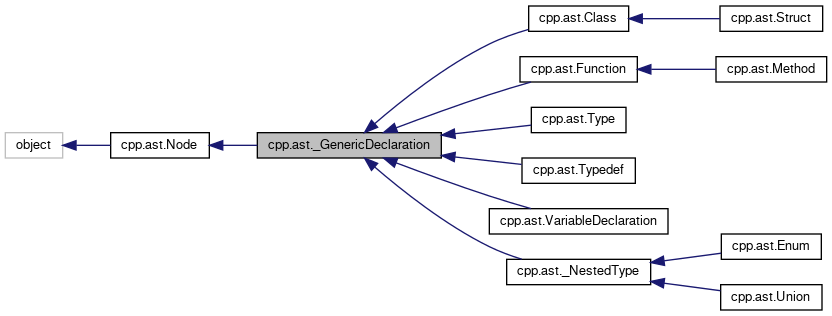 object
cpp.ast.Node
cpp.ast._GenericDeclaration
cpp.ast.Class
cpp.ast.Struct
cpp.ast.Function
cpp.ast.Method
cpp.ast.Type
cpp.ast.Typedef
cpp.ast.VariableDeclaration
cpp.ast._NestedType
cpp.ast.Enum
cpp.ast.Union